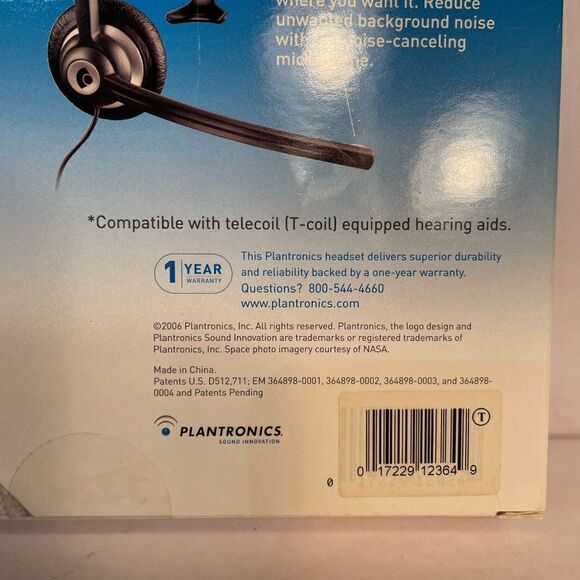 where you want it. Reduce
unwanted background noise
with noise-canceling
*Compatible with telecoil (T-coil) equipped hearing aids.
1 YEAR
WARRANTY
This Plantronics headset delivers superior durability
and reliability backed by a one-year warranty.
Questions? 800-544-4660
www.plantronics.com
©2006 Plantronics, Inc. All rights reserved. Plantronics, the logo design and
Plantronics Sound Innovation are trademarks or registered trademarks of
Plantronics, Inc. Space photo imagery courtesy of NASA.
Made in China.
Patents U.S. D512,711; EM 364898-0001, 364898-0002, 364898-0003, and 364898-
0004 and Patents Pending
PLANTRONICS.
SOUND INNOVATION
T
0 17229 12364 9
0